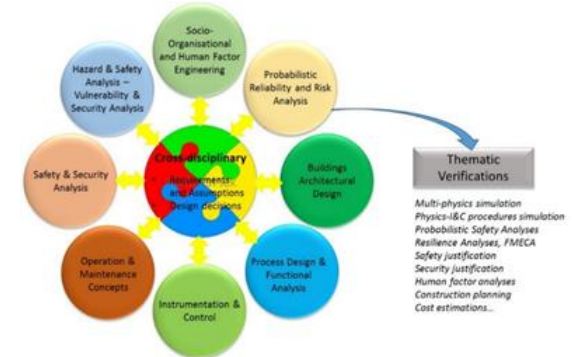 Socio-
Organisational
and Human Factor
Engineering
Hazard & Safety
Analysis –
Vulnerability &
Security Analysis
Probabilistic
Reliability and Risk
Analysis
Safety & Security
Analysis
Cross disciplinary
Requirements
and Assumptions
Design decisions
Buildings
Architectural
Design
Operation &
Maintenance
Concepts
Instrumentation &
Control
Process Design &
Functional
Analysis
Thematic
Verifications
Multi-physics simulation
Physics-I&C procedures simulation
Probabilistic Safety Analyses
Resilience Analyses, FMECA
Safety justification
Security justification
Human factor analyses
Construction planning
Cost estimations...